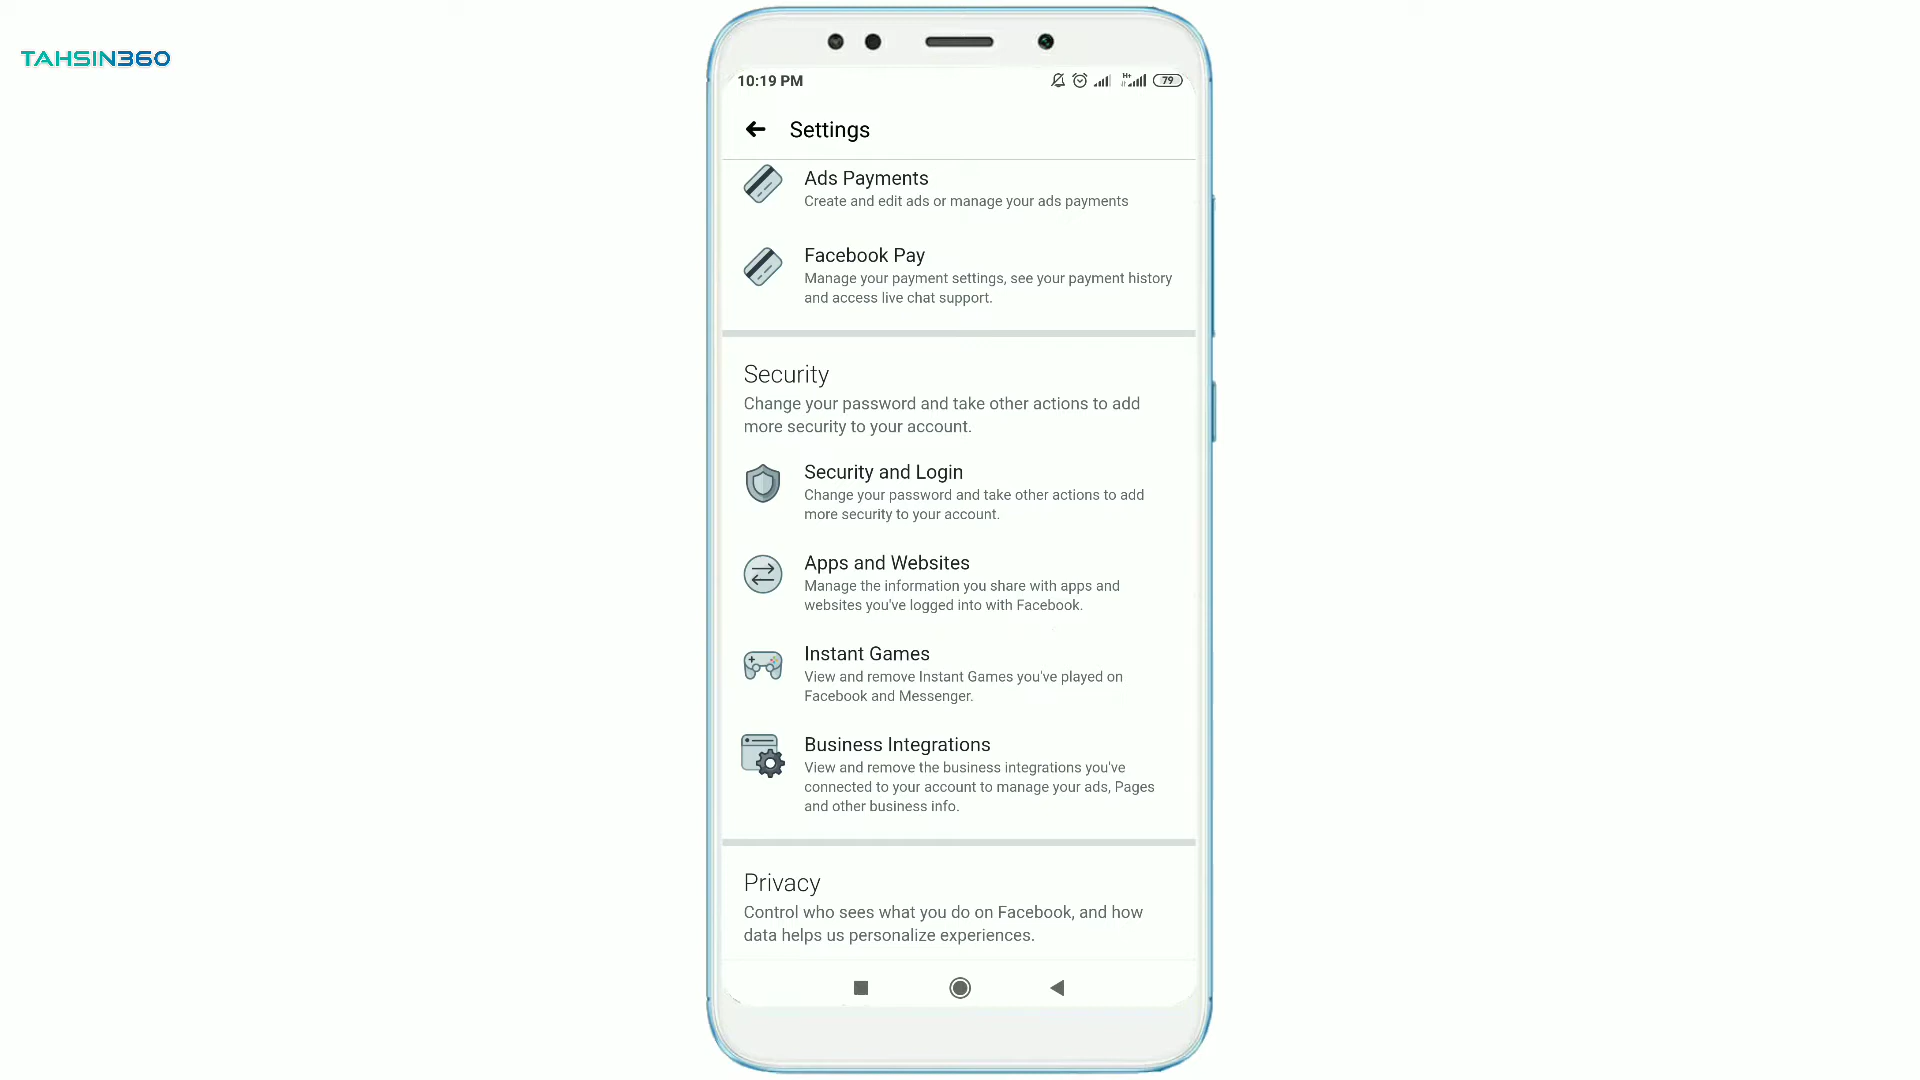 TAHSIN360
10:19 PM
H+
79
Settings
Ads Payments
Create and edit ads or manage your ads payments
Facebook Pay
Manage your payment settings, see your payment history
and access live chat support.
Security
Change your password and take other actions to add
more security to your account.
Security and Login
Change your password and take other actions to add
more security to your account.
Apps and Websites
Manage the information you share with apps and
websites you've logged into with Facebook.
Instant Games
View and remove Instant Games you've played on
Facebook and Messenger.
Business Integrations
View and remove the business integrations you've
connected to your account to manage your ads, Pages
and other business info.
Privacy
Control who sees what you do on Facebook, and how
data helps us personalize experiences.